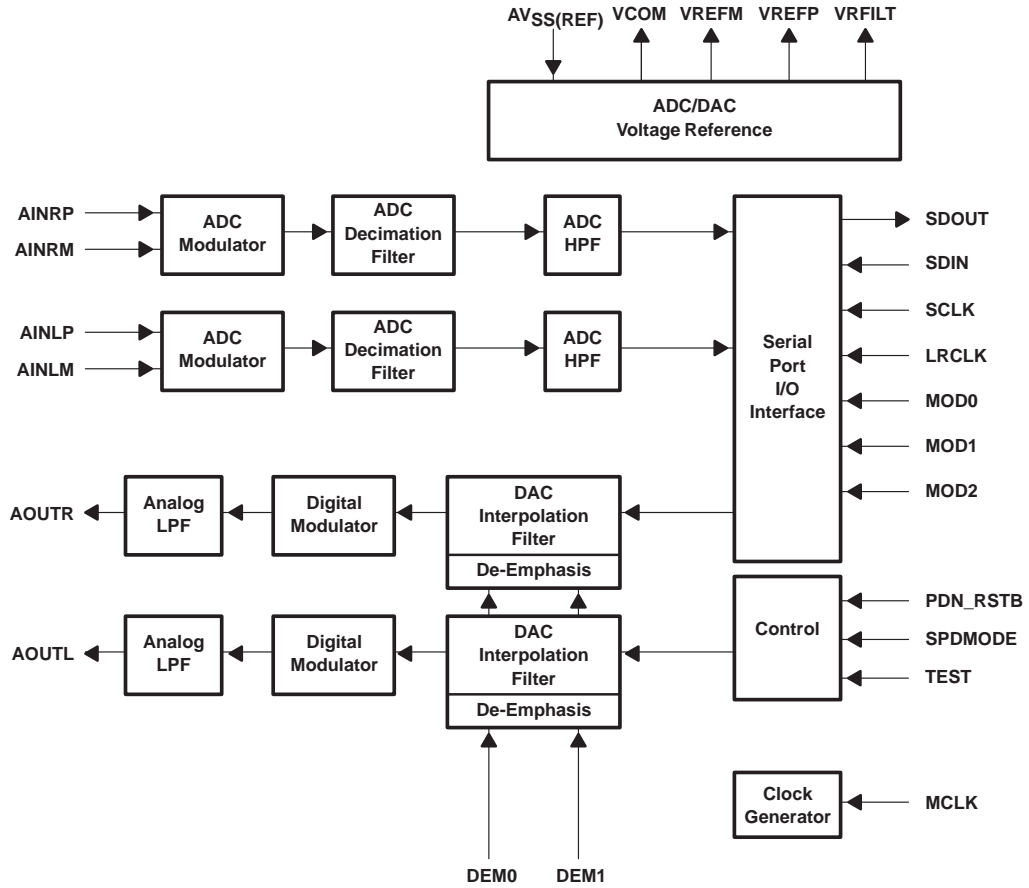 AVSS(REF) VCOM VREFM VREFP VRFILT
ADC/DAC
Voltage Reference
AINRP
AINRM
ADC
Modulator
ADC
Decimation
Filter
ADC
HPF
AINLP
AINLM
ADC
Modulator
ADC
Decimation
Filter
ADC
HPF
Serial
Port
I/O
Interface
SDOUT
SDIN
SCLK
LRCLK
MOD0
MOD1
MOD2
AOUTR
Analog
LPF
Digital
Modulator
DAC
Interpolation
Filter
De-Emphasis
AOUTL
Analog
LPF
Digital
Modulator
DAC
Interpolation
Filter
De-Emphasis
Control
PDN_RSTB
SPDMODE
TEST
Clock
Generator
MCLK
DEM0 DEM1